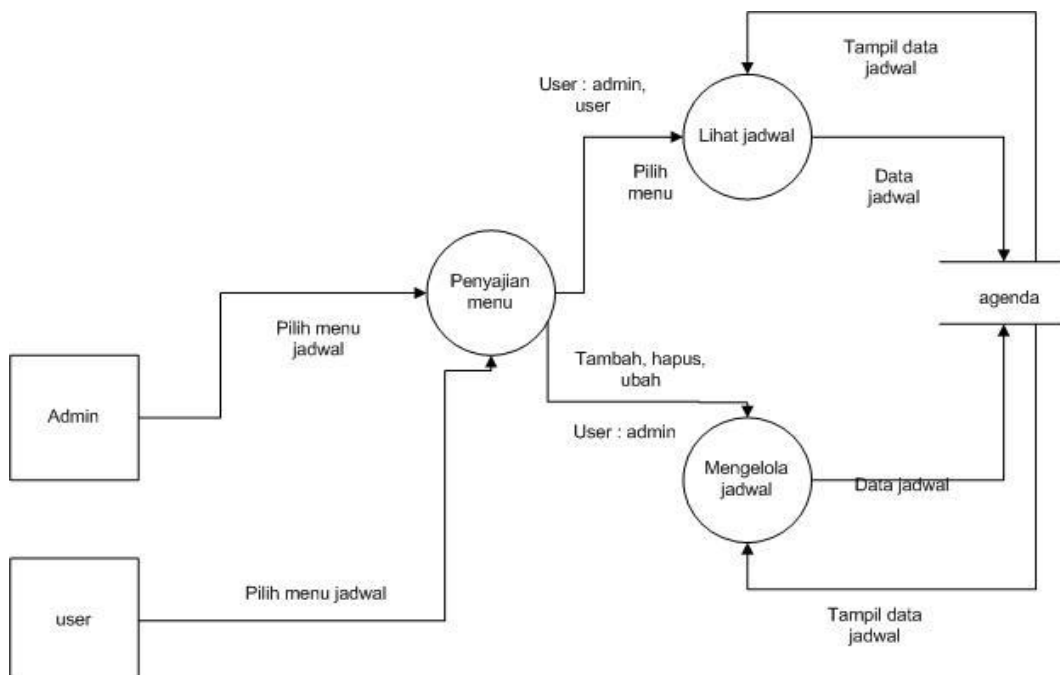 Tampil data
jadwal
User : admin,
user
Lihat jadwal
Pilih
menu
Data
jadwal
Penyajian
menu
agenda
Pilih menu
jadwal
Tambah, hapus,
ubah
Admin
User : admin
Mengelola
jadwal
Data jadwal
Pilih menu jadwal
user
Tampil data
jadwal